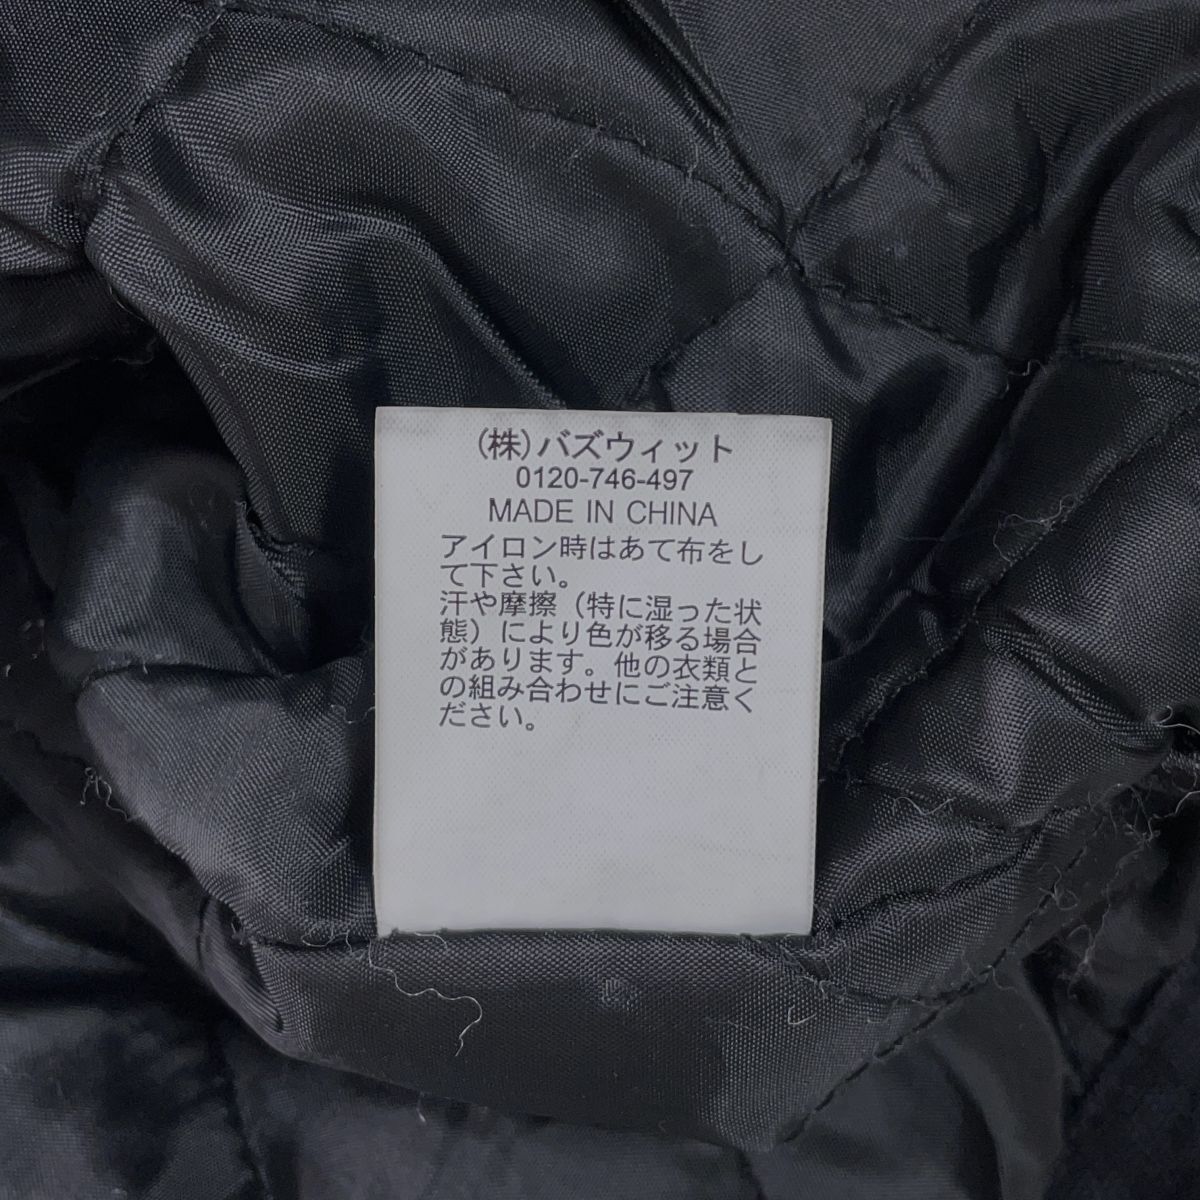 (株)バズウィット
0120-746-497
MADE IN CHINA
アイロン時はあて布をし
て下さい。
汗や摩擦（特に湿った状
態）により色が移る場合
があります。他の衣類と
の組み合わせにご注意く
ださい。